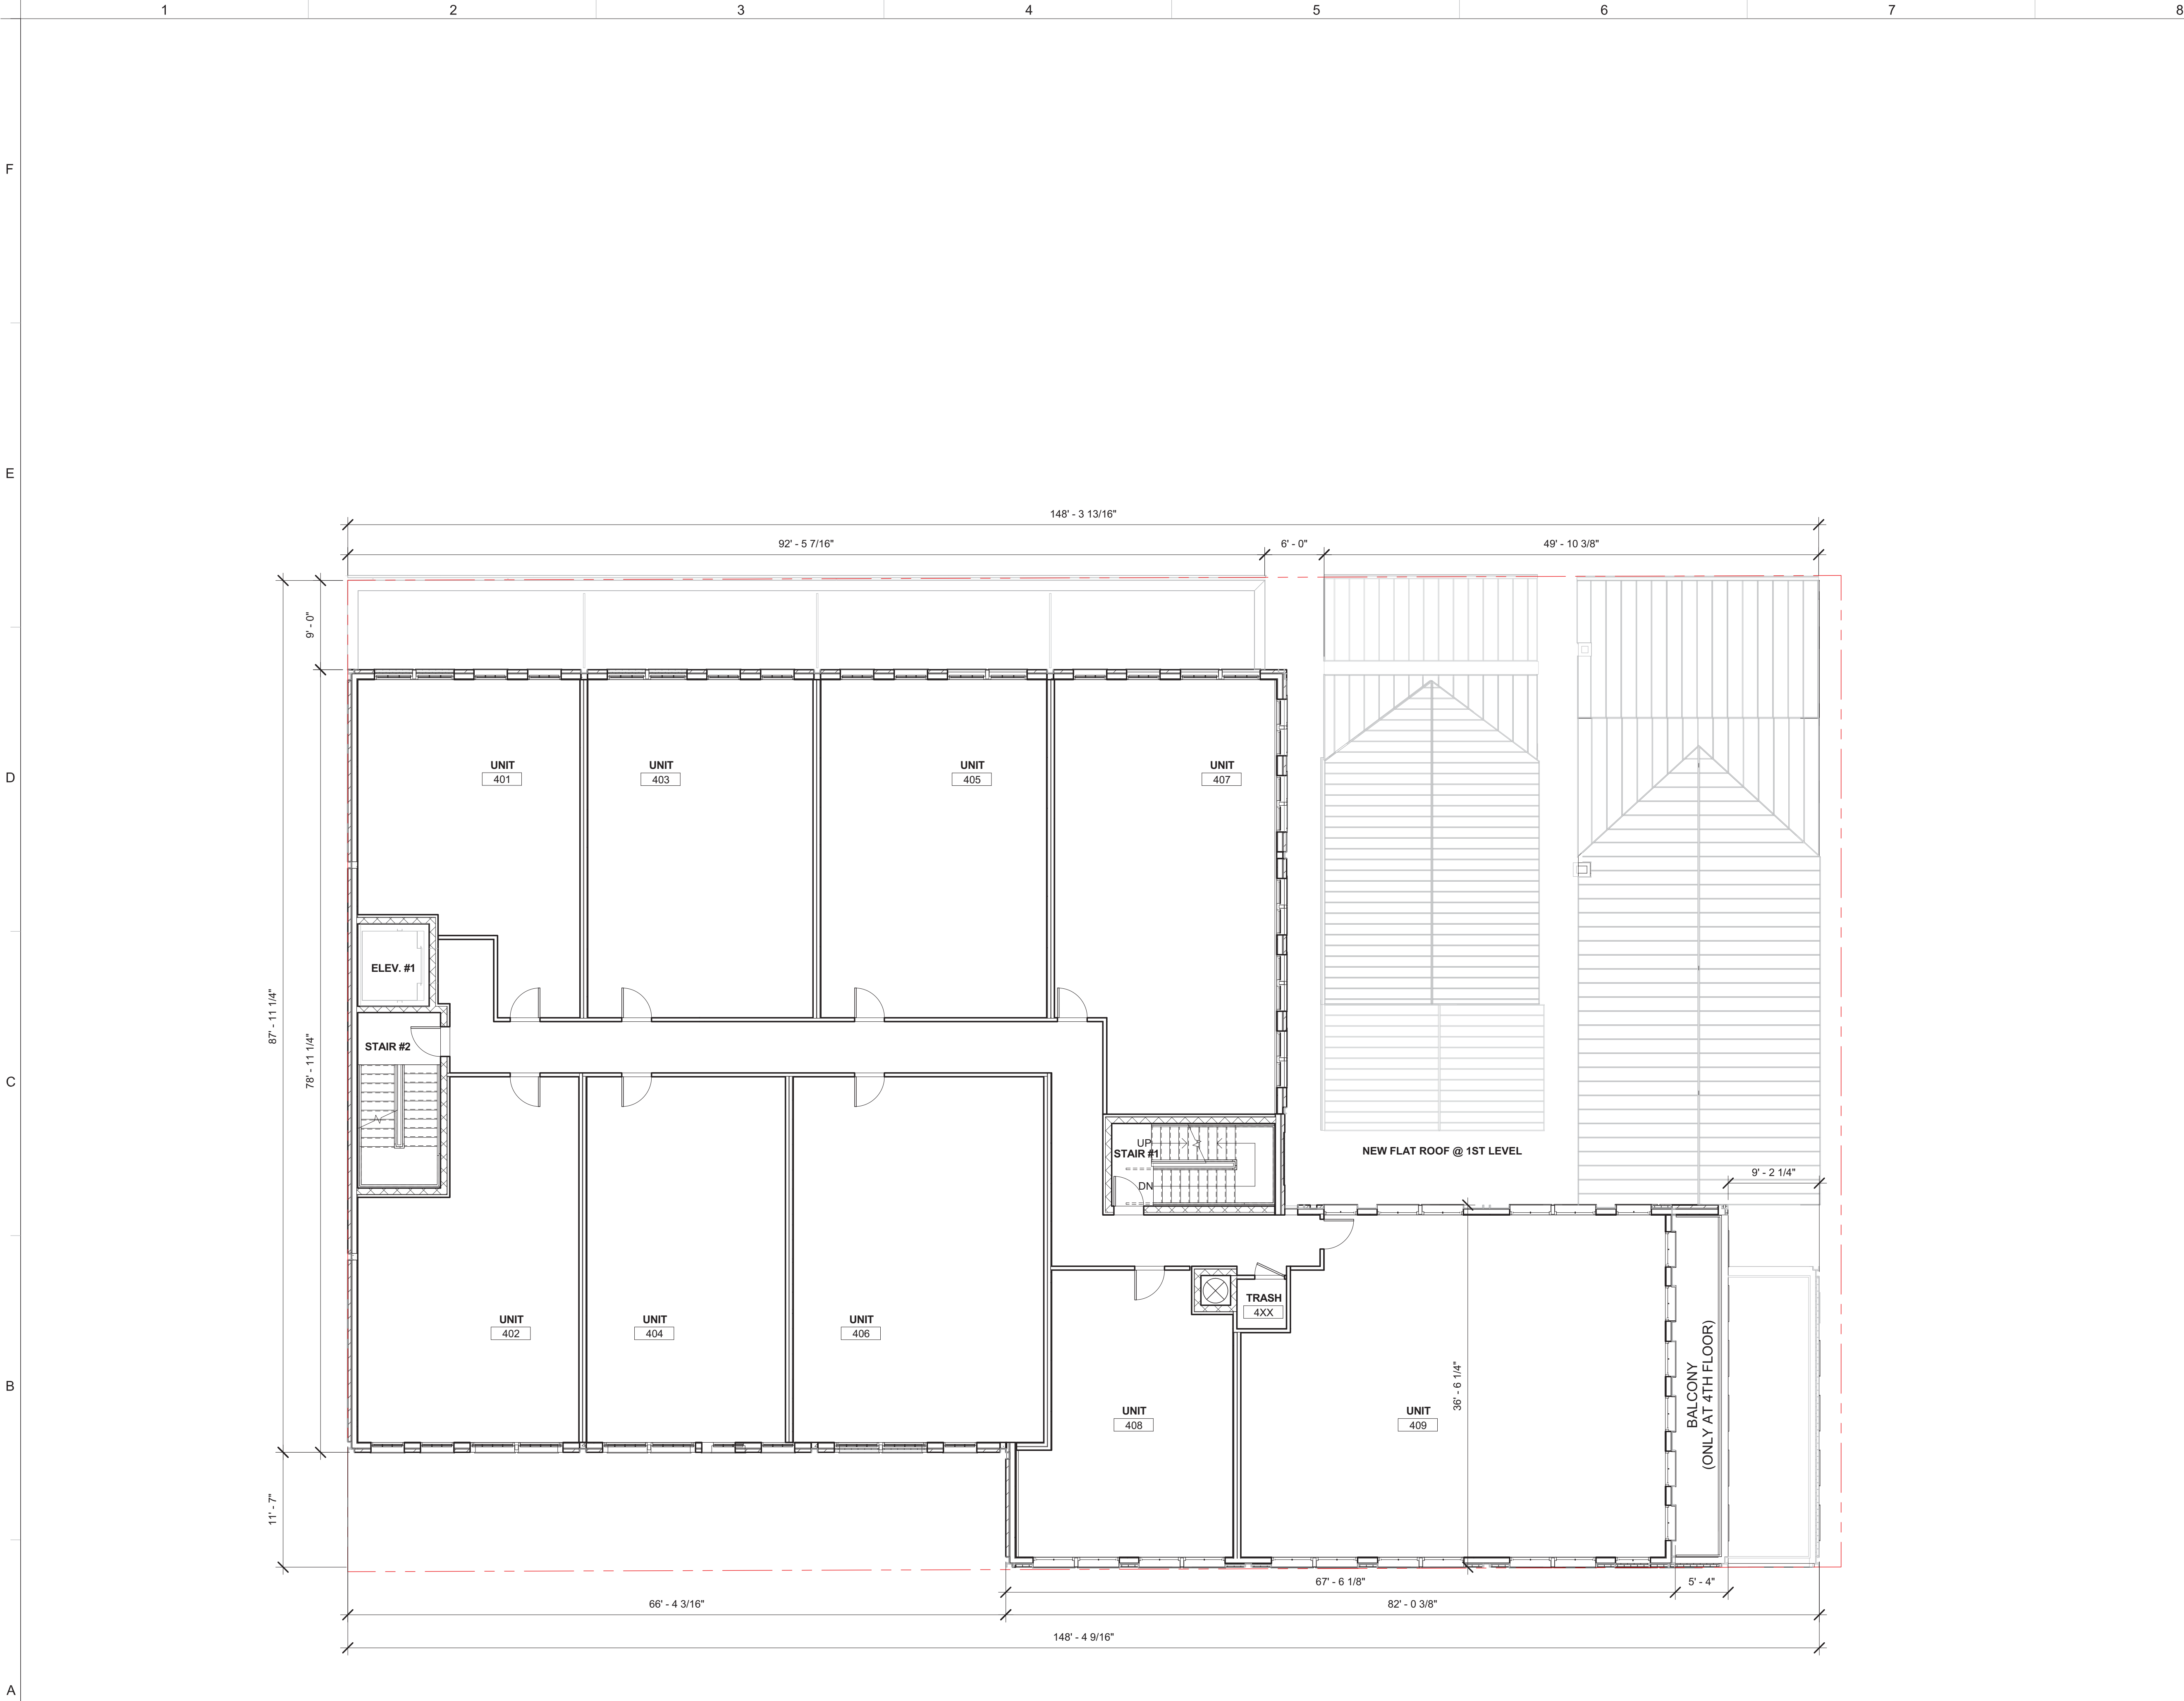 1 2 3 4 5 6 7 8
F
E
148' - 3 13/16"
92' - 5 7/16" 6' - 0" 49' - 10 3/8"
9' - 0"
D
UNIT UNIT UNIT UNIT
401 403 405 407
ELEV. #1
87' - 11 1/4"
78' - 11 1/4"
STAIR #2
C
UP
STAIR #1
DN
NEW FLAT ROOF @ 1ST LEVEL
9' - 2 1/4"
TRASH
4XX
UNIT UNIT UNIT
402 404 406
B
36' - 6 1/4"
BALCONY
(ONLY AT 4TH FLOOR)
UNIT UNIT
408 409
11' - 7"
67' - 6 1/8" 5' - 4"
66' - 4 3/16" 82' - 0 3/8"
148' - 4 9/16"
A